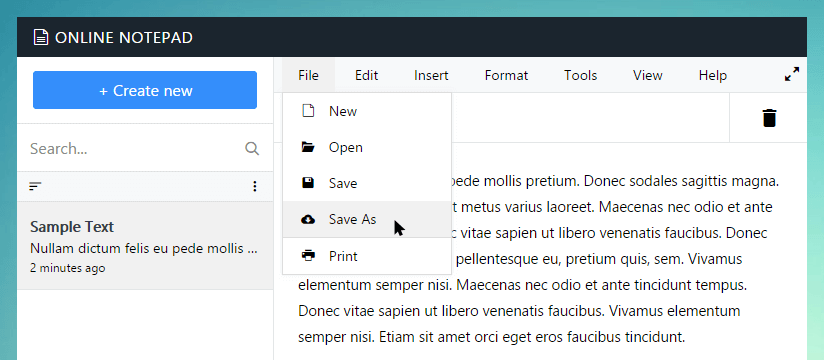 ONLINE NOTEPAD
+ Create new
Search...
Sample Text
Nullam dictum felis eu pede mollis ...
2 minutes ago
File Edit Insert Format Tools View Help
New
Open
Save
Save As
Print
pede mollis pretium. Donec sodales sagittis magna.
t metus varius laoreet. Maecenas nec odio et ante
c vitae sapien ut libero venenatis faucibus. Donec
pellentesque eu, pretium quis, sem. Vivamus
elementum semper nisi. Maecenas nec odio et ante tincidunt tempus.
Donec vitae sapien ut libero venenatis faucibus. Vivamus elementum
semper nisi. Etiam sit amet orci eget eros faucibus tincidunt.